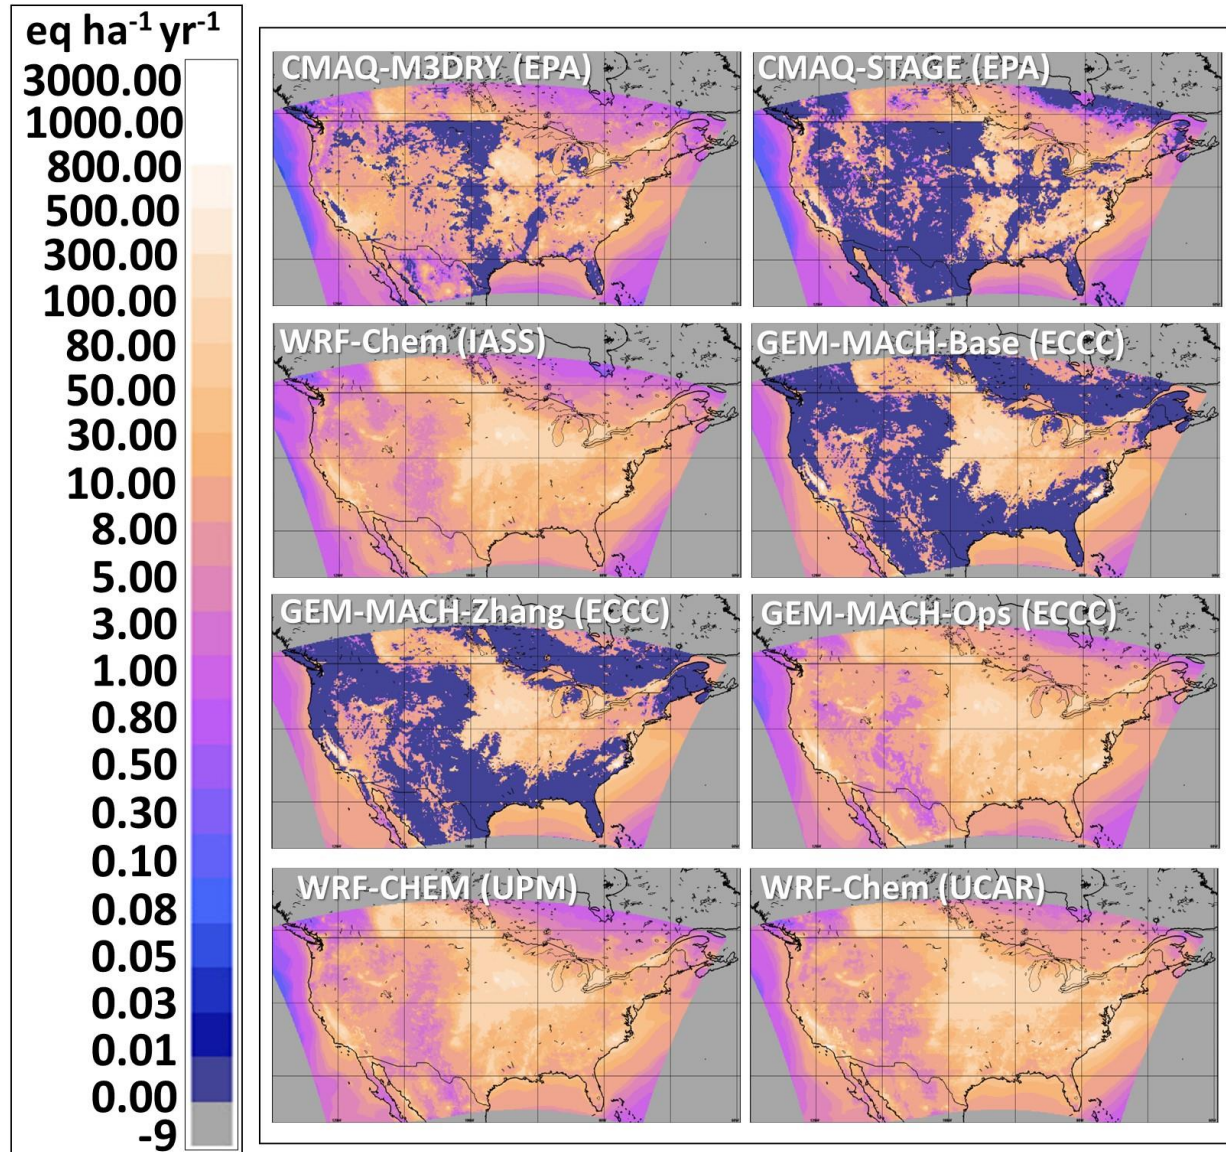 eq ha-1 yr-1
3000.00
1000.00
800.00
500.00
300.00
100.00
80.00
50.00
30.00
10.00
8.00
5.00
3.00
1.00
0.80
0.50
0.30
0.10
0.08
0.05
0.03
0.01
0.00
-9
CMAQ-M3DRY (EPA)
CMAQ-STAGE (EPA)
WRF-Chem (IASS)
GEM-MACH-Base (ECCC)
GEM-MACH-Zhang (ECCC)
GEM-MACH-Ops (ECCC)
WRF-CHEM (UPM)
WRF-Chem (UCAR)